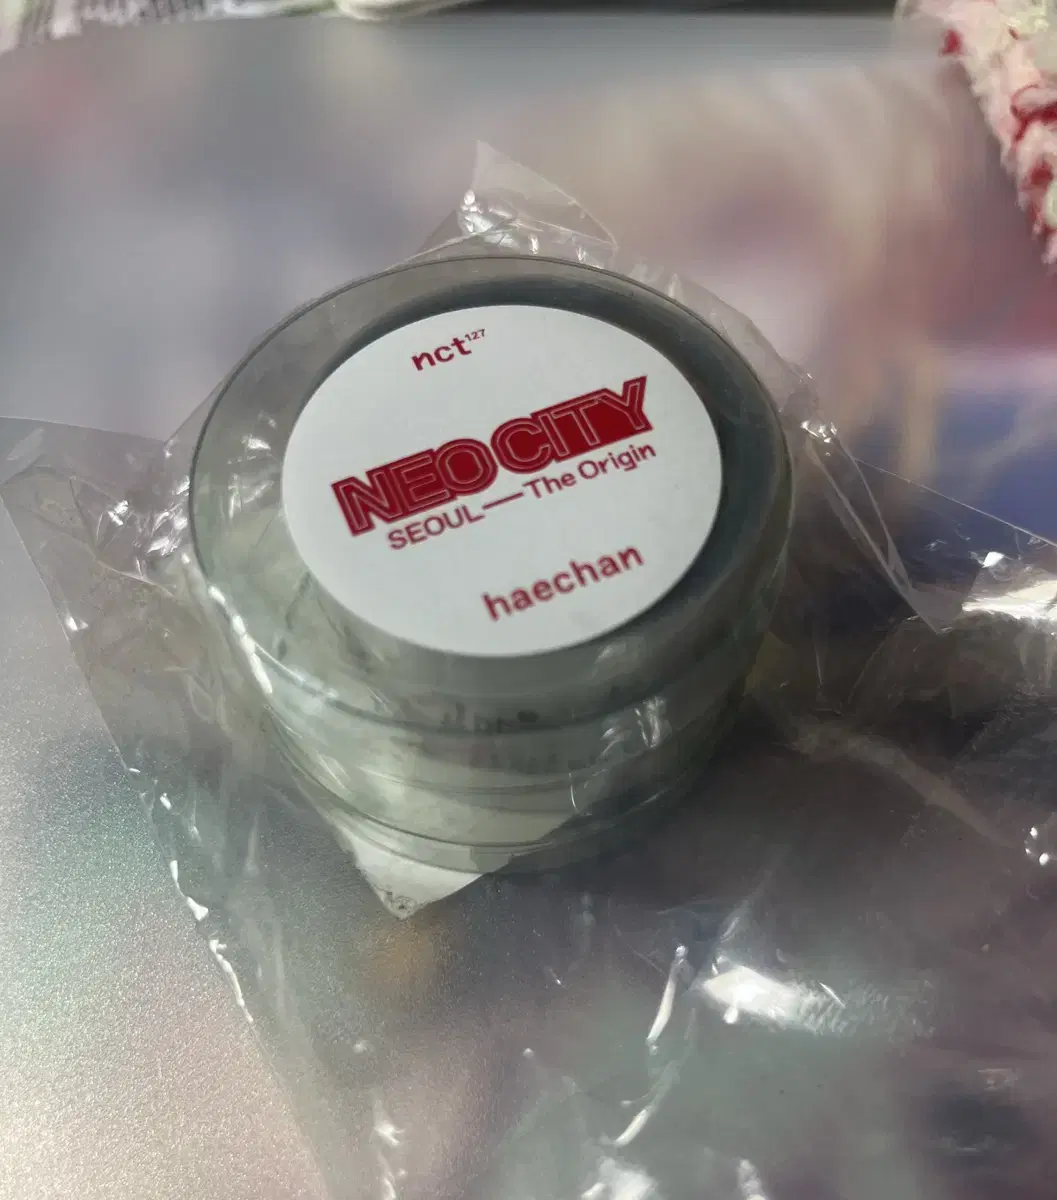 nct127
NEO CITY
SEOUL—The Origin
haechan